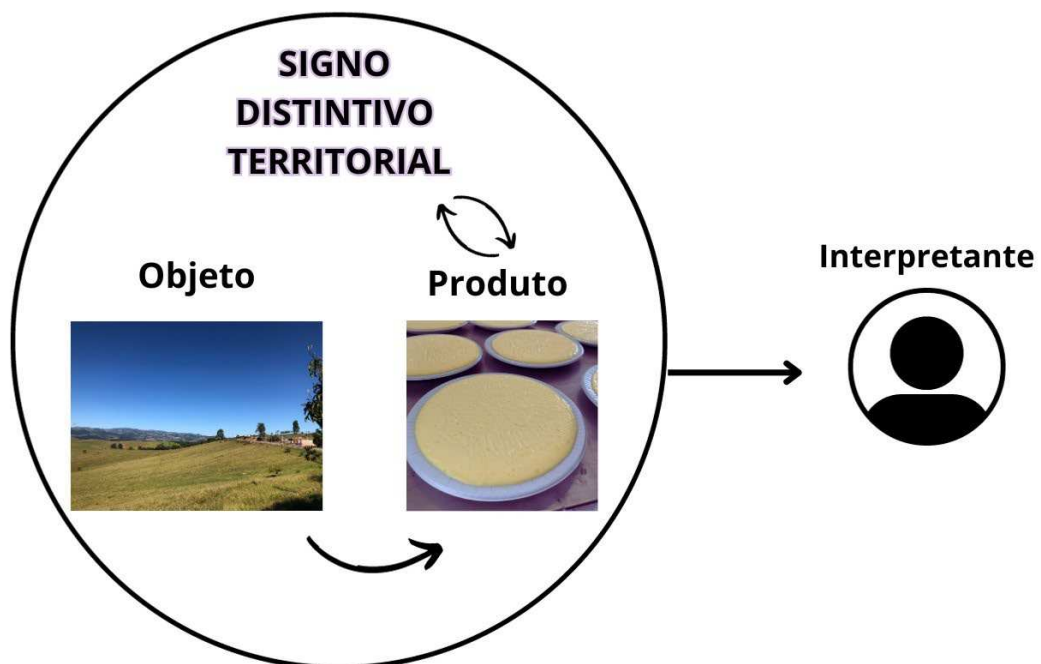 SIGNO
DISTINTIVO
TERRITORIAL
Objeto
Produto
Interpretante